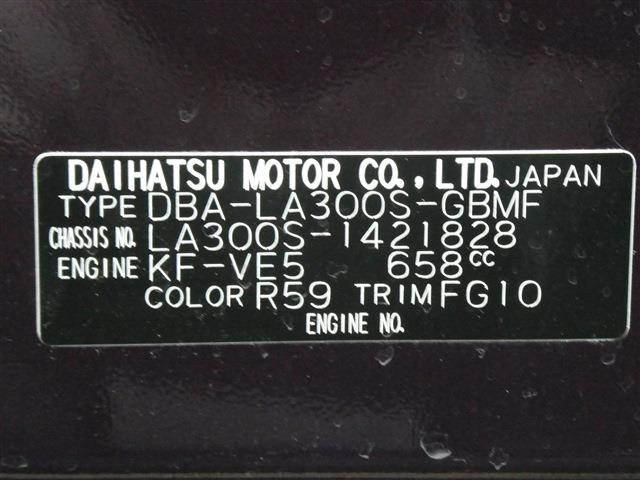 DAIHATSU MOTOR CO., LTD. JAPAN
TYPE DBA-LA300S-GBMF
CHASSIS NO. LA300S-1421828
ENGINE KF-VE5 658cc
COLOR R59 TRIM FG10
ENGINE NO.